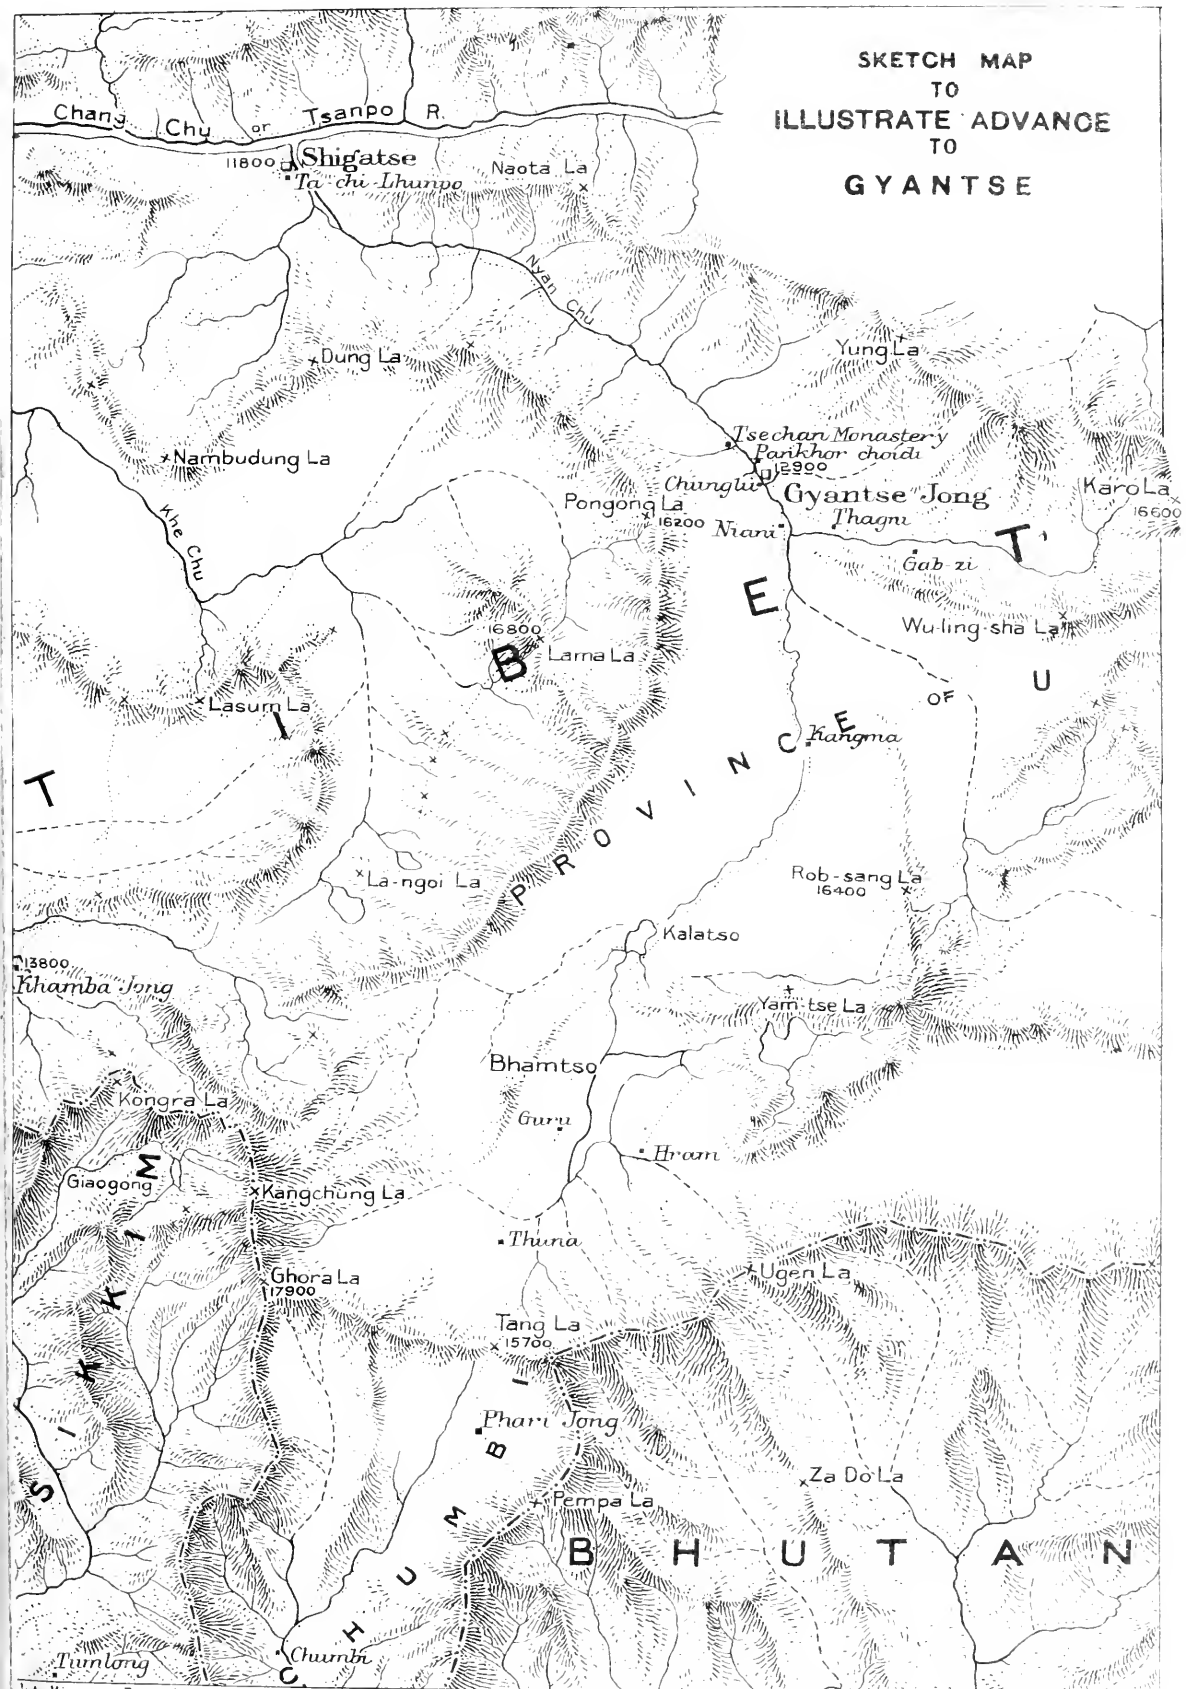 SKETCH MAP
TO
ILLUSTRATE ADVANCE
TO
GYANTSE
Chang Chu or Tsanpo R.
11800 Shigatse
Ta-chi-Lhunpo
Naota La
Nyan Chu
Dung La
Yung La
Nambudung La
Tsechan Monastery
Parikhor choidi
12900
Chinglu
Gyantse Jong
Karo La
16600
Pongong La
16200
Niani
Thagni
Khe Chu
Gab-zi
TIBET
Wu-ling-sha La
16800
Lama La
Lasum La
PROVINCE OF U
Kangma
La-ngoi La
Rob-sang La
16400
Kalatso
13800
Khamba Jong
Yam-tse La
Bhamtso
Kongra La
Guru
Hram
Giaogong
Kangchung La
SIKKIM
Thuna
Ghora La
17900
Ugen La
Tang La
15700
Phari Jong
CHUMBI
Za Do La
Pempa La
BHUTAN
Chumbi
Tumlong